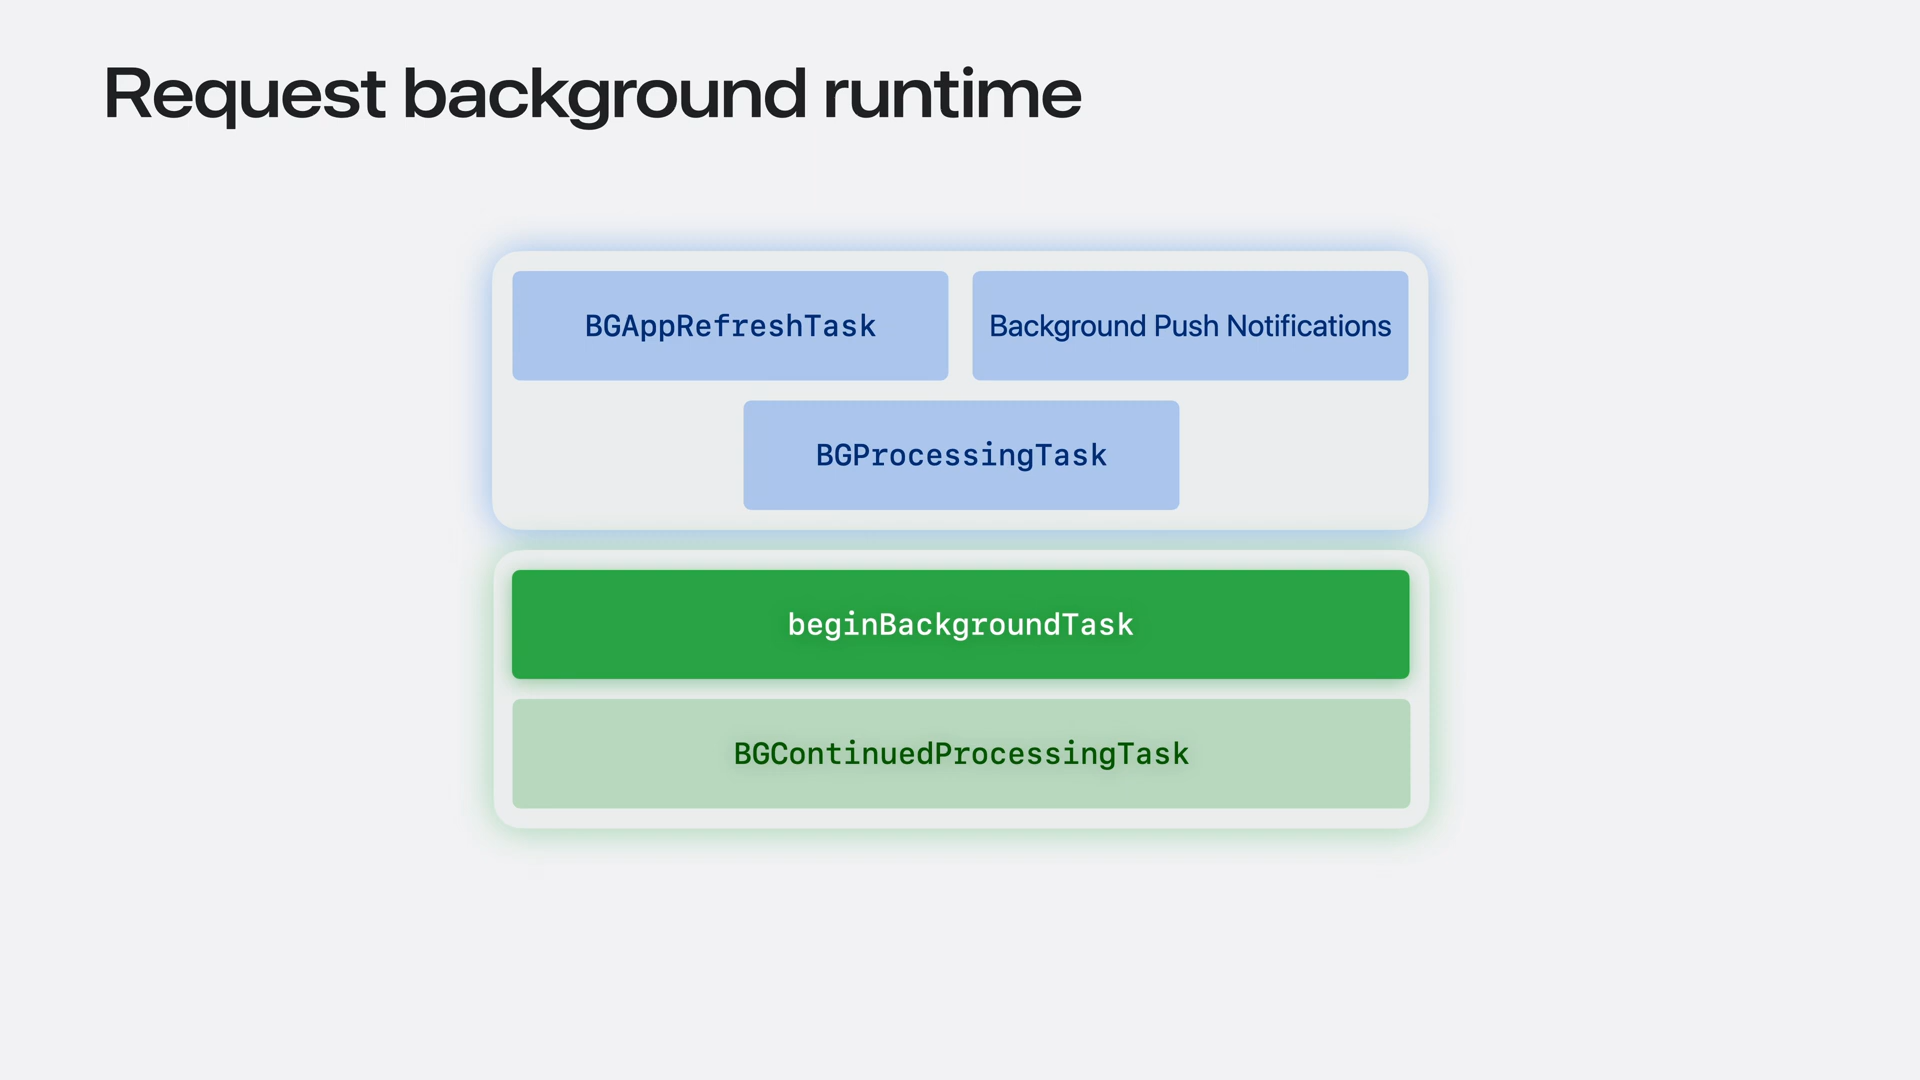 Request background runtime
BGAppRefreshTask
Background Push Notifications
BGProcessingTask
beginBackgroundTask
BGContinuedProcessingTask